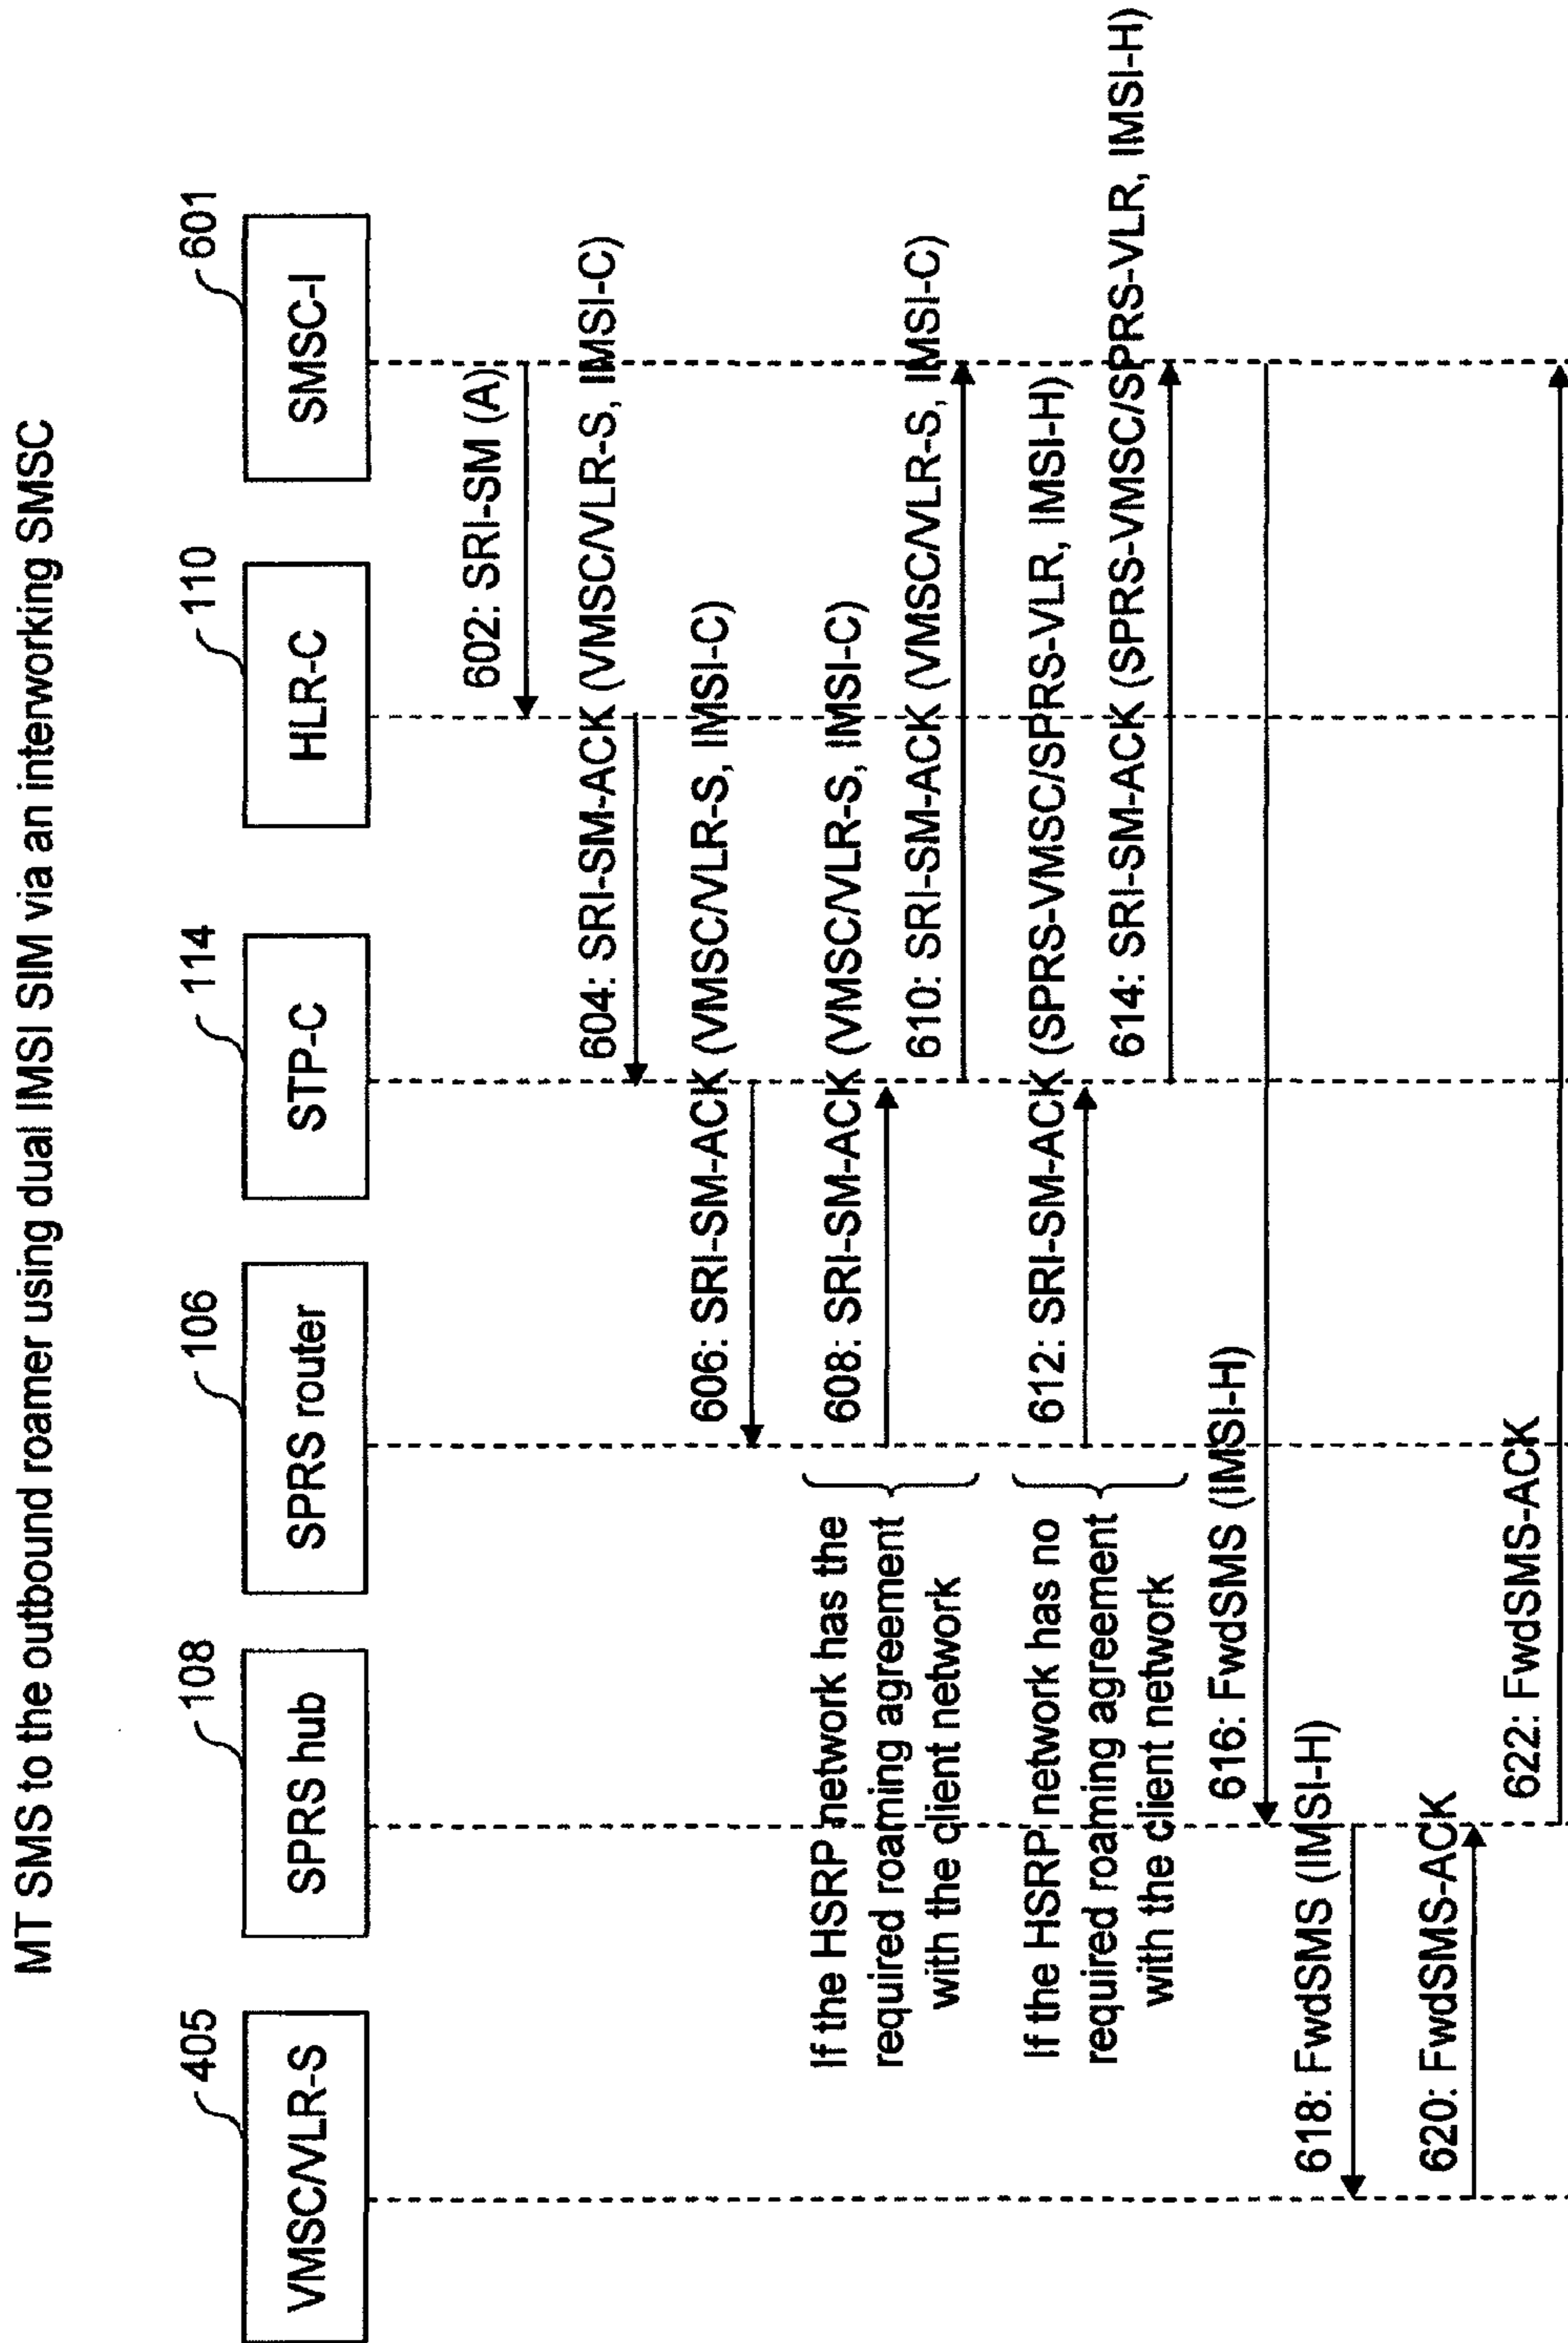 MT SMS to the outbound roamer using dual IMSI SIM via an interworking SMSC
405
108
106
114
110
601
VMSC/VLR-S
SPRS hub
SPRS router
STP-C
HLR-C
SMSC-I
602: SRI-SM (A)
604: SRI-SM-ACK (VMSC/VLR-S, IMSI-C)
606: SRI-SM-ACK (VMSC/VLR-S, IMSI-C)
If the HSRP network has the
required roaming agreement
with the client network
608: SRI-SM-ACK (VMSC/VLR-S, IMSI-C)
610: SRI-SM-ACK (VMSC/VLR-S, IMSI-C)
If the HSRP network has no
required roaming agreement
with the client network
612: SRI-SM-ACK (SPRS-VMSC/SPRS-VLR, IMSI-H)
614: SRI-SM-ACK (SPRS-VMSC/SPRS-VLR, IMSI-H)
616: FwdSMS (IMSI-H)
618: FwdSMS (IMSI-H)
620: FwdSMS-ACK
622: FwdSMS-ACK